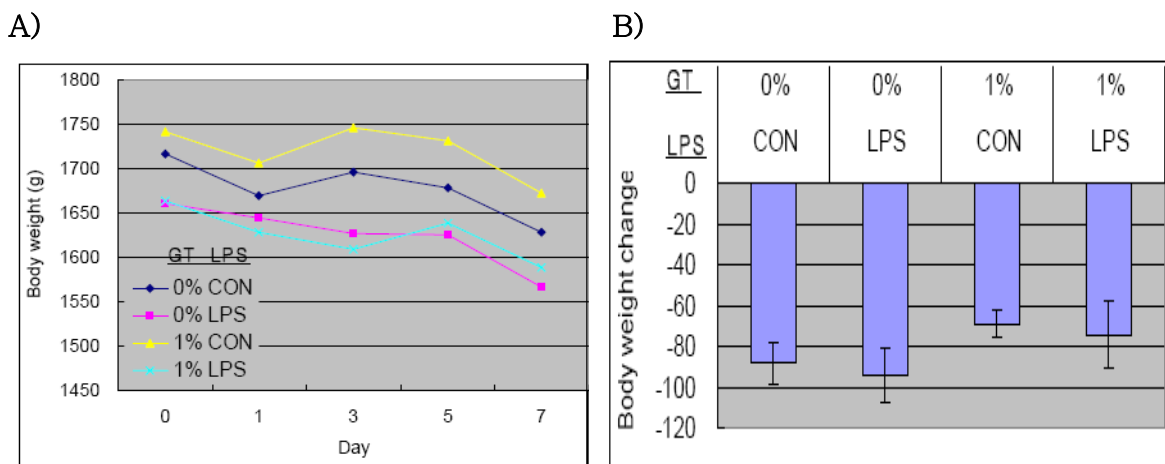 A)
1800
1750
1700
1650
1600
1550
1500
1450
Body weight (g)
GT LPS
0% CON
0% LPS
1% CON
1% LPS
0 1 3 5 7
Day
B)
GT 0% 0% 1% 1%
LPS CON LPS CON LPS
0
-20
-40
-60
-80
-100
-120
Body weight change